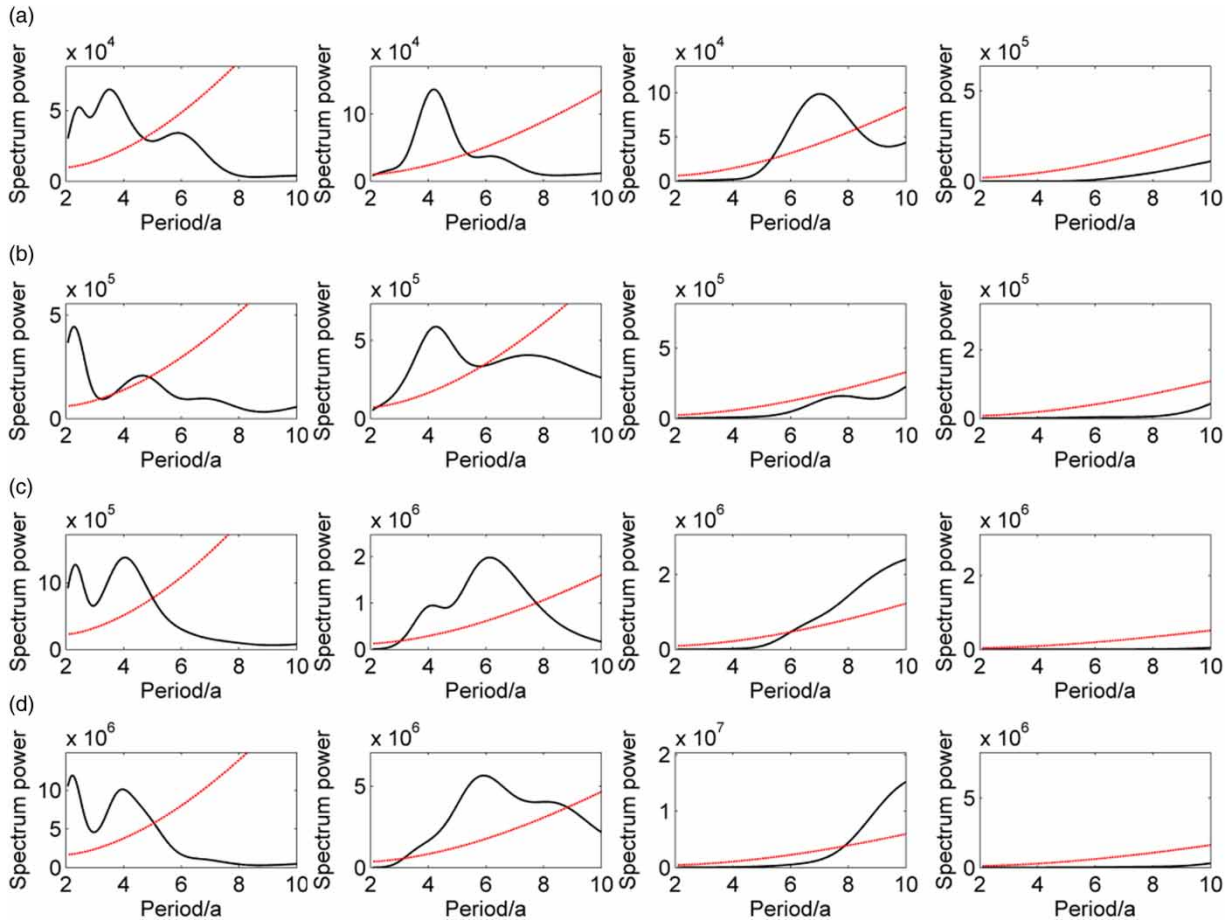 (a)
x 10^4 x 10^4 x 10^4 x 10^5
Spectrum power Spectrum power Spectrum power Spectrum power
5 0 10 0 10 5 0 5 0
2 4 6 8 10 2 4 6 8 10 2 4 6 8 10 2 4 6 8 10
Period/a Period/a Period/a Period/a
(b)
x 10^5 x 10^5 x 10^5 x 10^5
Spectrum power Spectrum power Spectrum power Spectrum power
5 0 5 0 5 0 2 0
2 4 6 8 10 2 4 6 8 10 2 4 6 8 10 2 4 6 8 10
Period/a Period/a Period/a Period/a
(c)
x 10^5 x 10^6 x 10^6 x 10^6
Spectrum power Spectrum power Spectrum power Spectrum power
10 0 2 1 0 2 0 2 0
2 4 6 8 10 2 4 6 8 10 2 4 6 8 10 2 4 6 8 10
Period/a Period/a Period/a Period/a
(d)
x 10^6 x 10^6 x 10^7 x 10^6
Spectrum power Spectrum power Spectrum power Spectrum power
10 5 0 5 0 2 1 0 5 0
2 4 6 8 10 2 4 6 8 10 2 4 6 8 10 2 4 6 8 10
Period/a Period/a Period/a Period/a